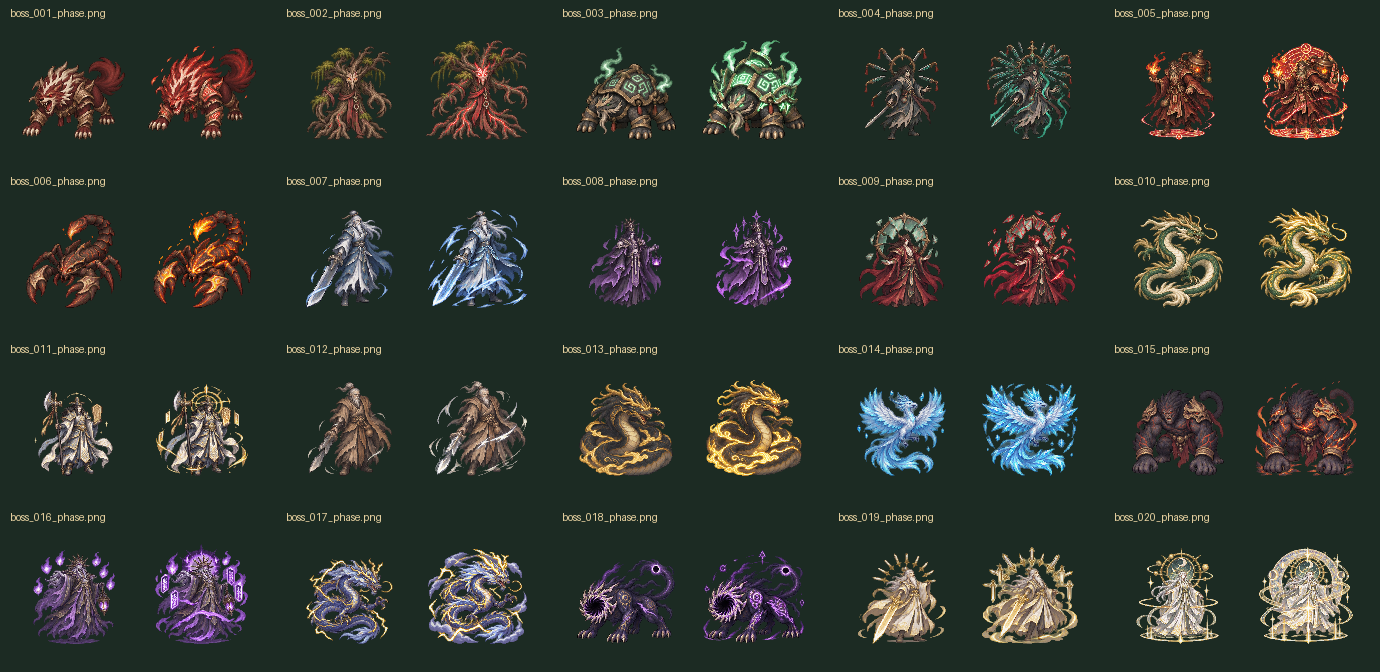 boss_001_phase.png
boss_002_phase.png
boss_003_phase.png
boss_004_phase.png
boss_005_phase.png
boss_006_phase.png
boss_007_phase.png
boss_008_phase.png
boss_009_phase.png
boss_010_phase.png
boss_011_phase.png
boss_012_phase.png
boss_013_phase.png
boss_014_phase.png
boss_015_phase.png
boss_016_phase.png
boss_017_phase.png
boss_018_phase.png
boss_019_phase.png
boss_020_phase.png